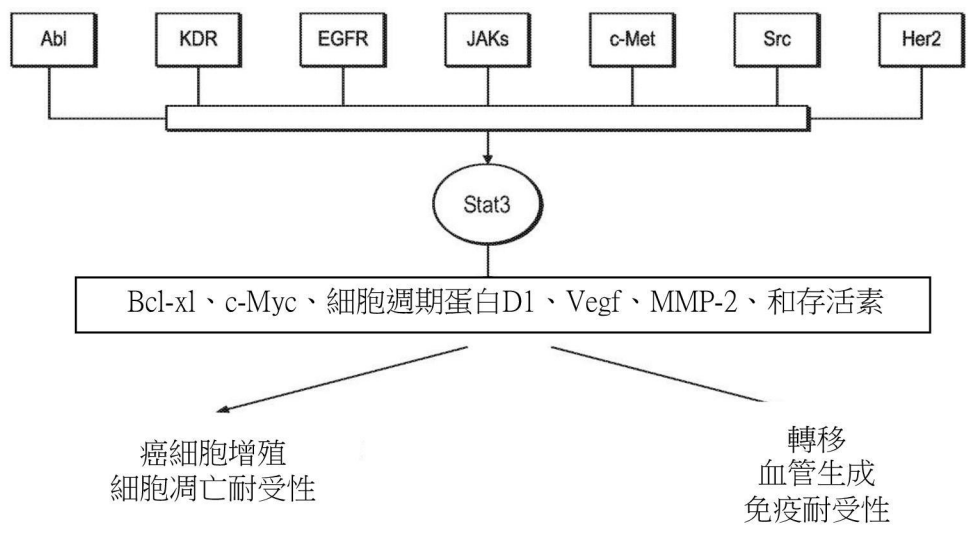 Abl KDR EGFR JAKs c-Met Src Her2
Stat3
Bcl-xl、c-Myc、細胞週期蛋白D1、Vegf、MMP-2、和存活素
癌細胞增殖
細胞凋亡耐受性
轉移
血管生成
免疫耐受性